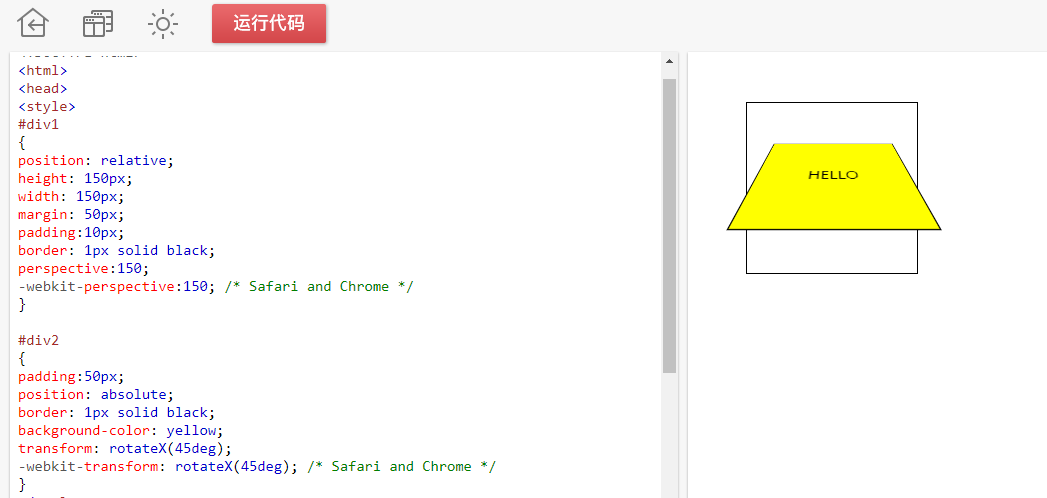 运行代码
<html>
<head>
<style>
#div1
{
position: relative;
height: 150px;
width: 150px;
margin: 50px;
padding:10px;
border: 1px solid black;
perspective:150;
-webkit-perspective:150; /* Safari and Chrome */
}
#div2
{
padding:50px;
position: absolute;
border: 1px solid black;
background-color: yellow;
transform: rotateX(45deg);
-webkit-transform: rotateX(45deg); /* Safari and Chrome */
}
HELLO